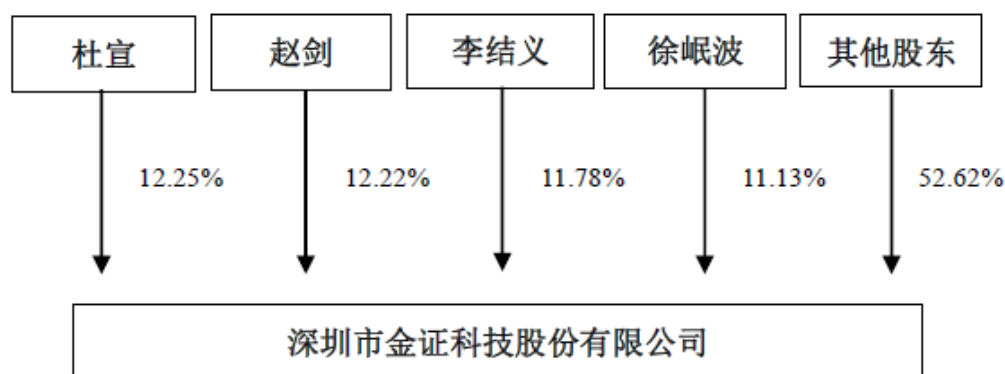 杜宣
赵剑
李结义
徐岷波
其他股东
12.25%
12.22%
11.78%
11.13%
52.62%
深圳市金证科技股份有限公司